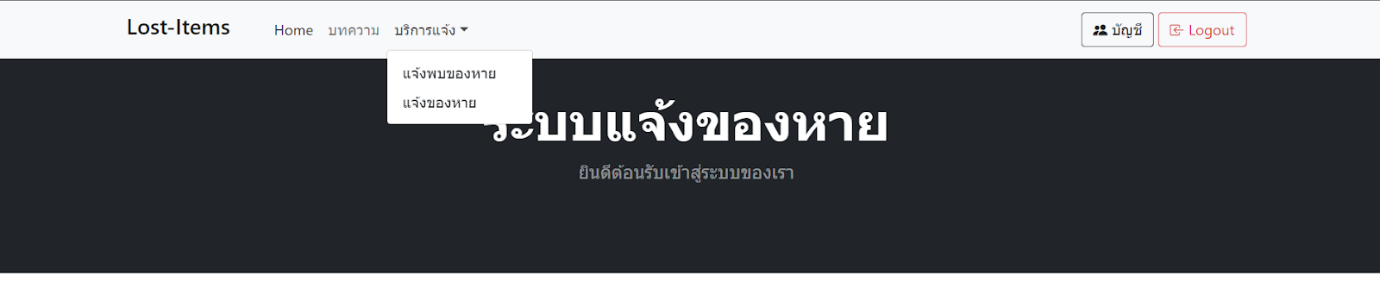 Lost-Items Home บทความ บริการแจ้ง บัญชี Logout
แจ้งพบของหาย
แจ้งของหาย
ระบบแจ้งของหาย
ยินดีต้อนรับเข้าสู่ระบบของเรา